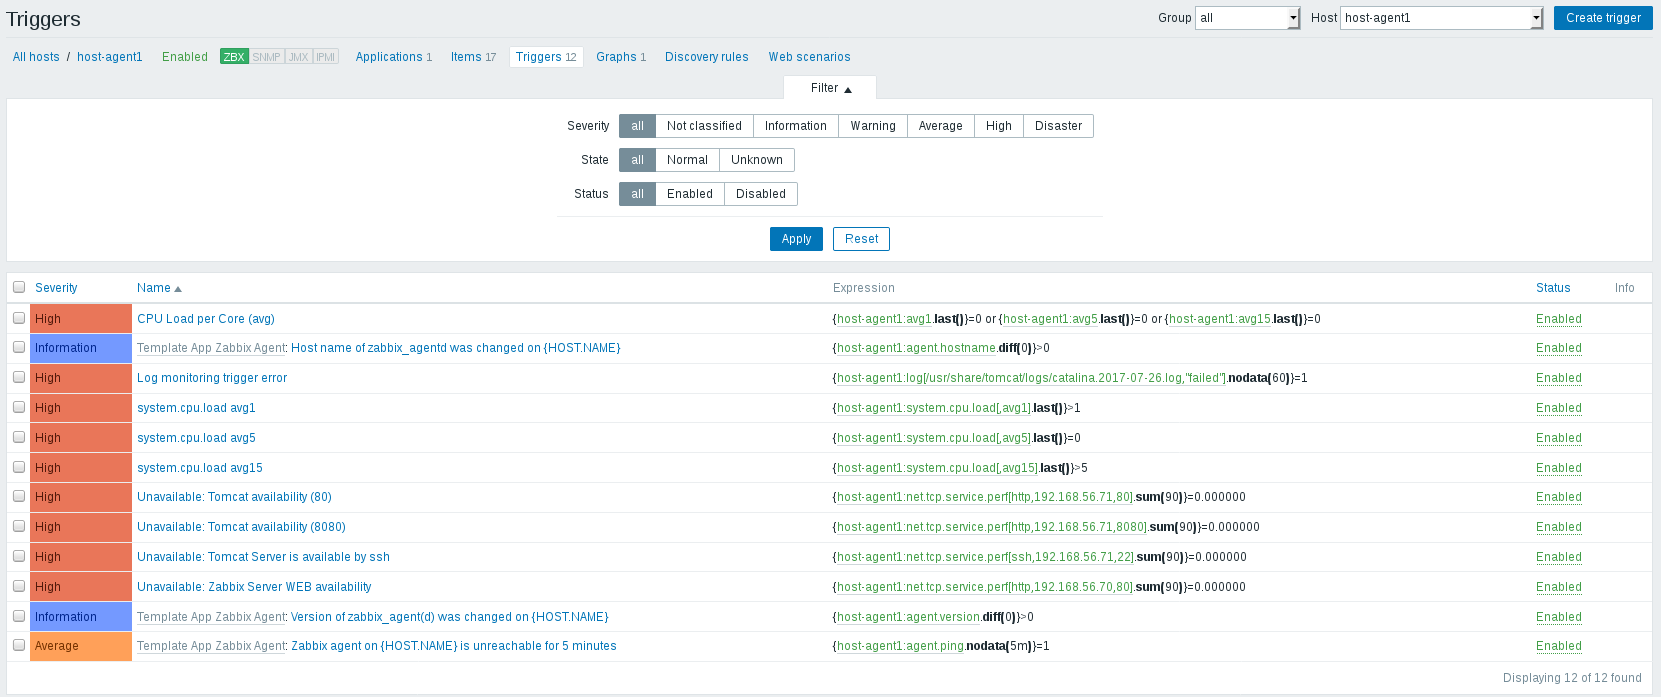 Triggers Group all Host host-agent1 Create trigger
All hosts / host-agent1 Enabled ZBX SNMP JMX IPMI Applications 1 Items 17 Triggers 12 Graphs 1 Discovery rules Web scenarios
Filter ▲
Severity all Not classified Information Warning Average High Disaster
State all Normal Unknown
Status all Enabled Disabled
Apply Reset
Severity Name ▲ Expression Status Info
High CPU Load per Core (avg) {host-agent1:avg1.last()}=0 or {host-agent1:avg5.last()}=0 or {host-agent1:avg15.last()}=0 Enabled
Information Template App Zabbix Agent: Host name of zabbix_agentd was changed on {HOST.NAME} {host-agent1:agent.hostname.diff(0)}>0 Enabled
High Log monitoring trigger error {host-agent1:log[/usr/share/tomcat/logs/catalina.2017-07-26.log,"failed"].nodata(60)}=1 Enabled
High system.cpu.load avg1 {host-agent1:system.cpu.load[,avg1].last()}>1 Enabled
High system.cpu.load avg5 {host-agent1:system.cpu.load[,avg5].last()}=0 Enabled
High system.cpu.load avg15 {host-agent1:system.cpu.load[,avg15].last()}>5 Enabled
High Unavailable: Tomcat availability (80) {host-agent1:net.tcp.service.perf[http,192.168.56.71,80].sum(90)}=0.000000 Enabled
High Unavailable: Tomcat availability (8080) {host-agent1:net.tcp.service.perf[http,192.168.56.71,8080].sum(90)}=0.000000 Enabled
High Unavailable: Tomcat Server is available by ssh {host-agent1:net.tcp.service.perf[ssh,192.168.56.71,22].sum(90)}=0.000000 Enabled
High Unavailable: Zabbix Server WEB availability {host-agent1:net.tcp.service.perf[http,192.168.56.70,80].sum(90)}=0.000000 Enabled
Information Template App Zabbix Agent: Version of zabbix_agent(d) was changed on {HOST.NAME} {host-agent1:agent.version.diff(0)}>0 Enabled
Average Template App Zabbix Agent: Zabbix agent on {HOST.NAME} is unreachable for 5 minutes {host-agent1:agent.ping.nodata(5m)}=1 Enabled
Displaying 12 of 12 found